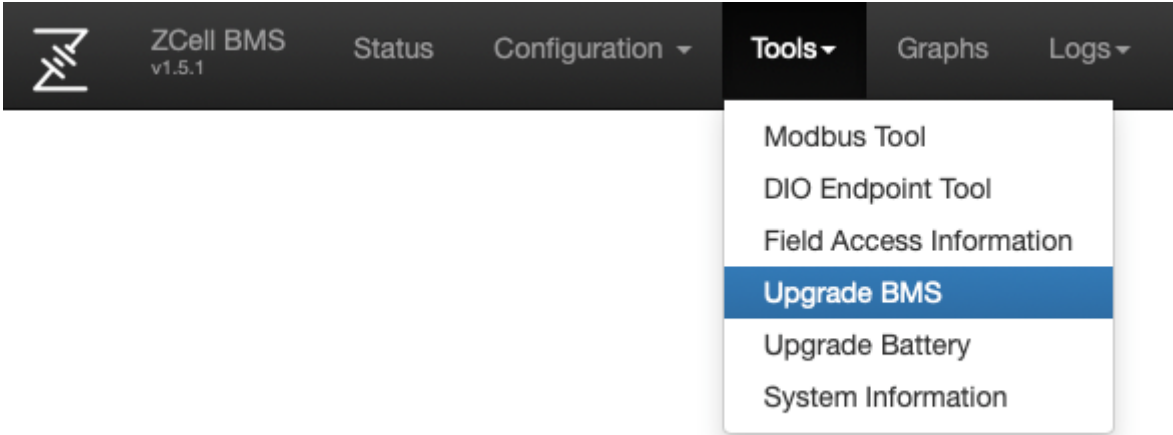 ZCell BMS
v1.5.1
Status
Configuration
Tools
Graphs
Logs
Modbus Tool
DIO Endpoint Tool
Field Access Information
Upgrade BMS
Upgrade Battery
System Information